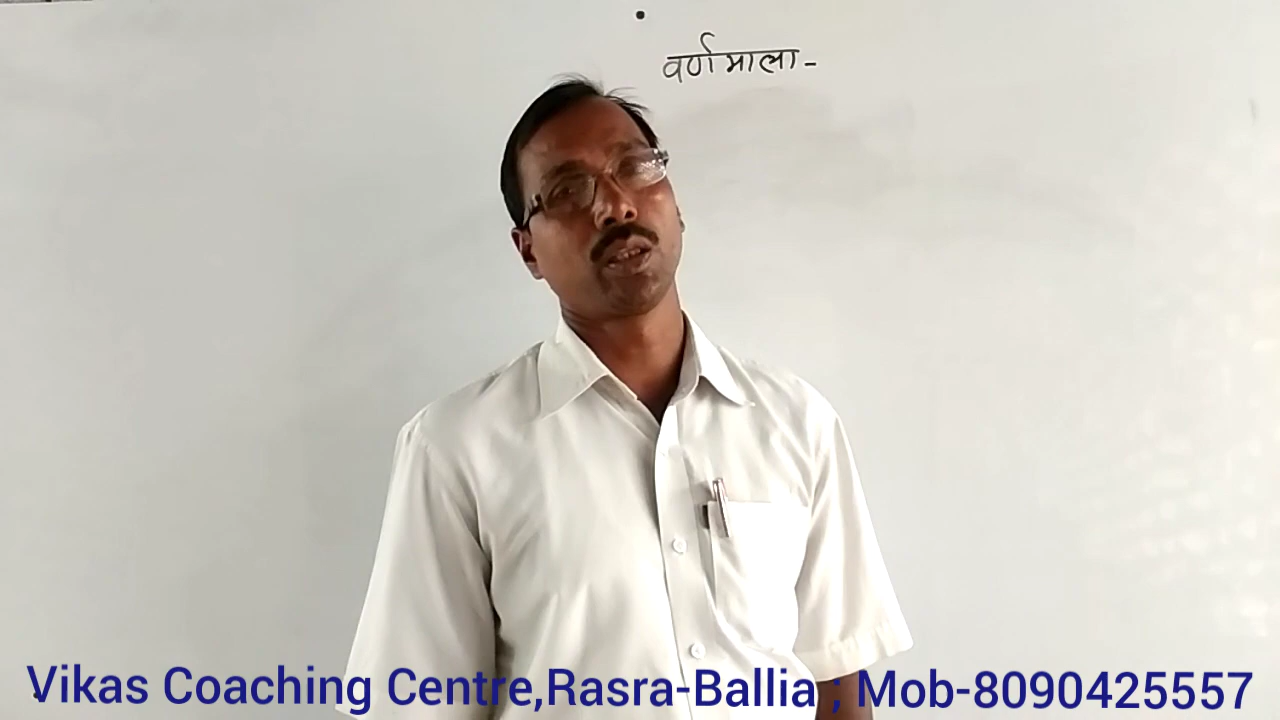 वर्णमाला-
Vikas Coaching Centre,Rasra-Ballia ; Mob-8090425557